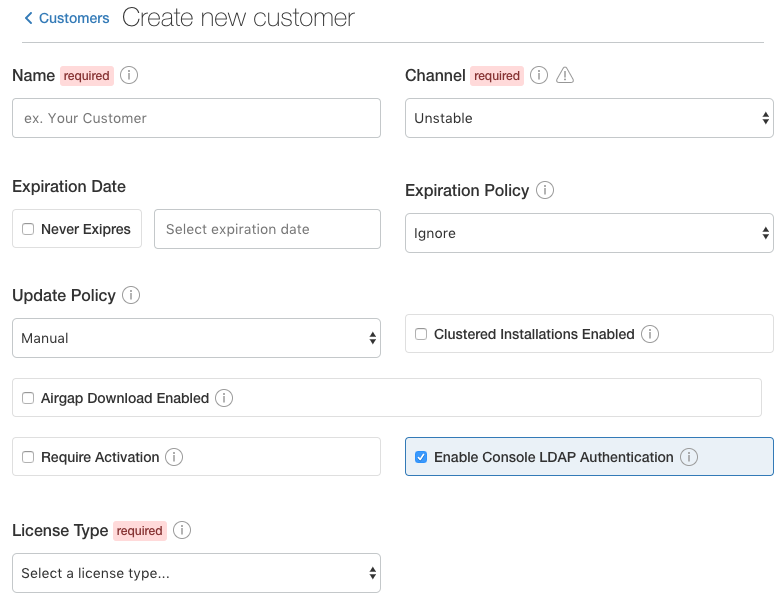 Customers Create new customer
Name required
Channel required
ex. Your Customer
Unstable
Expiration Date
Expiration Policy
Never Exipres
Select expiration date
Ignore
Update Policy
Manual
Clustered Installations Enabled
Airgap Download Enabled
Require Activation
Enable Console LDAP Authentication
License Type required
Select a license type...